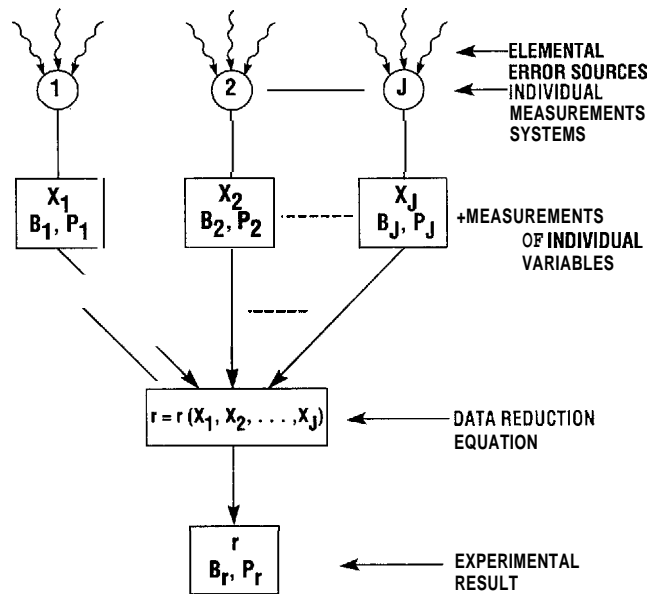 ELEMENTAL
ERROR SOURCES
1 2 J INDIVIDUAL
MEASUREMENTS
SYSTEMS
X1 X2 XJ
B1, P1 B2, P2 BJ, PJ +MEASUREMENTS
OF INDIVIDUAL
VARIABLES
r = r (X1, X2, . . . ,XJ) DATA REDUCTION
EQUATION
r
Br, Pr EXPERIMENTAL
RESULT